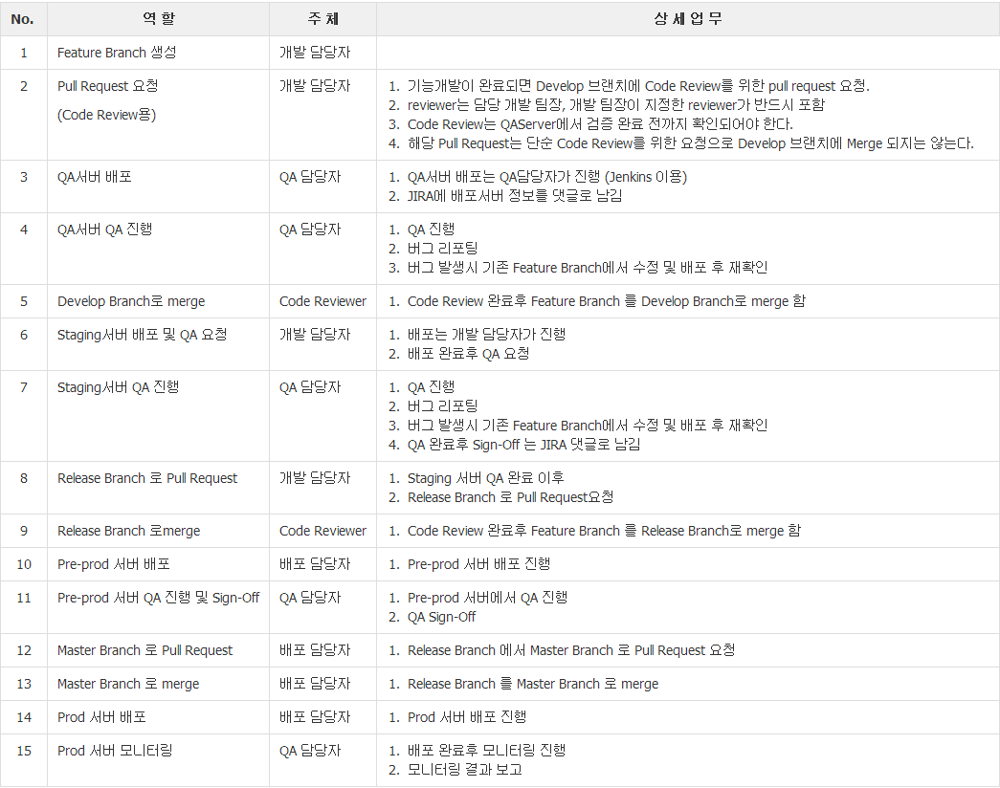 No. 역 할 주 체 상 세 업 무
1 Feature Branch 생성 개발 담당자
2 Pull Request 요청 개발 담당자 1. 기능개발이 완료되면 Develop 브랜치에 Code Review를 위한 pull request 요청.
2. reviewer는 담당 개발 팀장, 개발 팀장이 지정한 reviewer가 반드시 포함
(Code Review용)
3. Code Review는 QAServer에서 검증 완료 전까지 확인되어야 한다.
4. 해당 Pull Request는 단순 Code Review를 위한 요청으로 Develop 브랜치에 Merge 되지는 않는다.
3 QA서버 배포 QA 담당자 1. QA서버 배포는 QA담당자가 진행 (Jenkins 이용)
2. JIRA에 배포서버 정보를 댓글로 남김
4 QA서버 QA 진행 QA 담당자 1. QA 진행
2. 버그 리포팅
3. 버그 발생시 기존 Feature Branch에서 수정 및 배포 후 재확인
5 Develop Branch로 merge Code Reviewer 1. Code Review 완료후 Feature Branch 를 Develop Branch로 merge 함
6 Staging서버 배포 및 QA 요청 개발 담당자 1. 배포는 개발 담당자가 진행
2. 배포 완료후 QA 요청
7 Staging서버 QA 진행 QA 담당자 1. QA 진행
2. 버그 리포팅
3. 버그 발생시 기존 Feature Branch에서 수정 및 배포 후 재확인
4. QA 완료후 Sign-Off 는 JIRA 댓글로 남김
8 Release Branch 로 Pull Request 개발 담당자 1. Staging 서버 QA 완료 이후
2. Release Branch 로 Pull Request요청
9 Release Branch 로merge Code Reviewer 1. Code Review 완료후 Feature Branch 를 Release Branch로 merge 함
10 Pre-prod 서버 배포 배포 담당자 1. Pre-prod 서버 배포 진행
11 Pre-prod 서버 QA 진행 및 Sign-Off QA 담당자 1. Pre-prod 서버에서 QA 진행
2. QA Sign-Off
12 Master Branch 로 Pull Request 배포 담당자 1. Release Branch 에서 Master Branch 로 Pull Request 요청
13 Master Branch 로 merge 배포 담당자 1. Release Branch 를 Master Branch 로 merge
14 Prod 서버 배포 배포 담당자 1. Prod 서버 배포 진행
15 Prod 서버 모니터링 QA 담당자 1. 배포 완료후 모니터링 진행
2. 모니터링 결과 보고